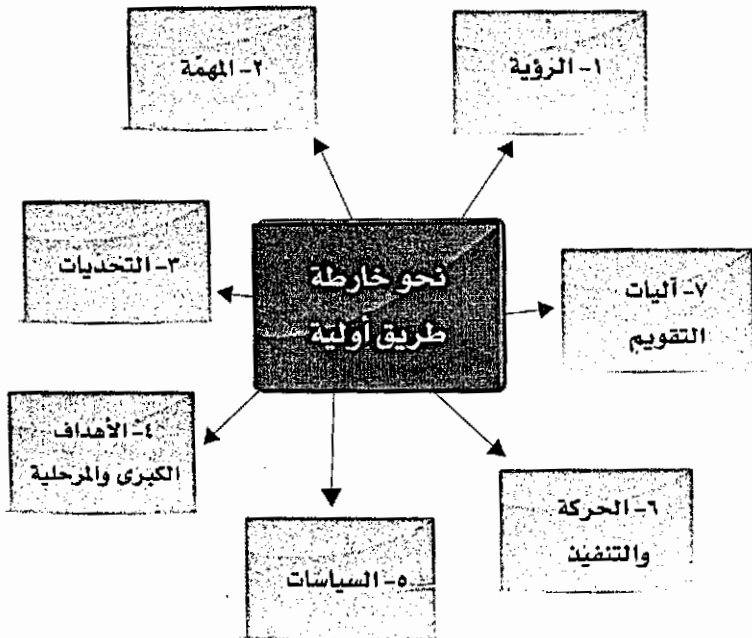 نحو خارطة
طريق أولية
١- الرؤية
٢- المهمّة
٣- التحديات
٤- الأهداف
الكبرى والمرحلية
٥- السياسات
٦- الحركة
والتنفيذ
٧- آليات
التقويم